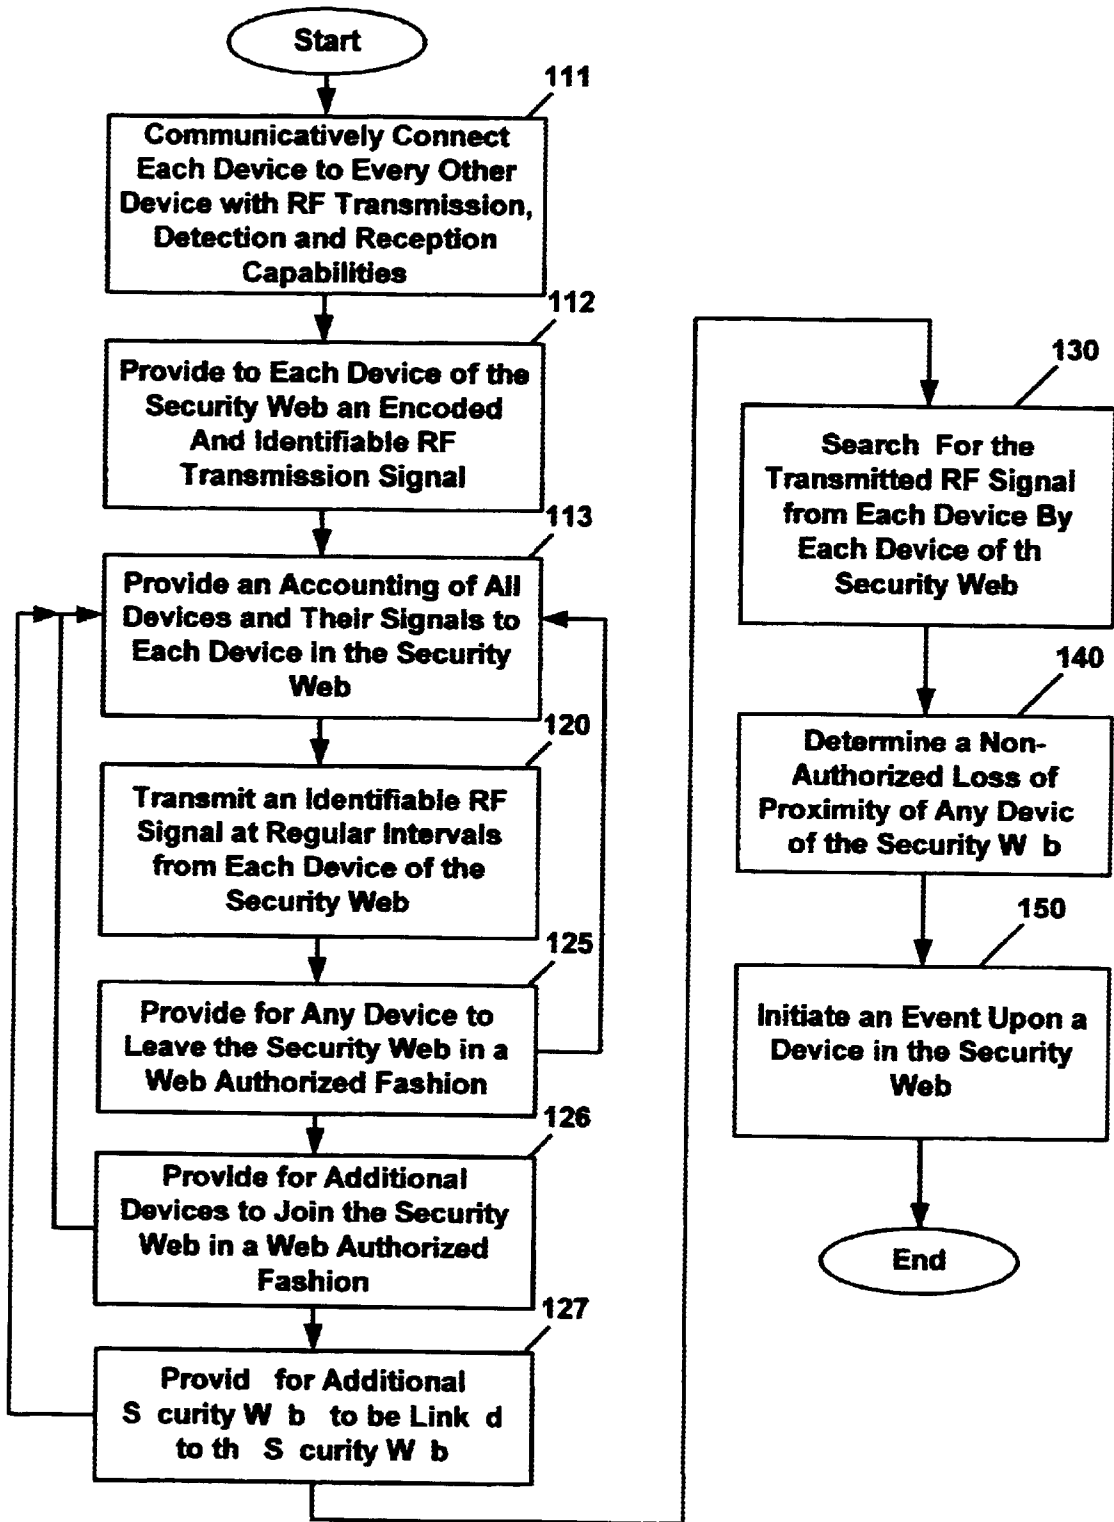 Start
111
Communicatively Connect
Each Device to Every Other
Device with RF Transmission,
Detection and Reception
Capabilities
112
Provide to Each Device of the
Security Web an Encoded
And Identifiable RF
Transmission Signal
113
Provide an Accounting of All
Devices and Their Signals to
Each Device in the Security
Web
120
Transmit an Identifiable RF
Signal at Regular Intervals
from Each Device of the
Security Web
125
Provide for Any Device to
Leave the Security Web in a
Web Authorized Fashion
126
Provide for Additional
Devices to Join the Security
Web in a Web Authorized
Fashion
127
Provid for Additional
S curity W b to be Link d
to th S curity W b
130
Search For the
Transmitted RF Signal
from Each Device By
Each Device of th
Security Web
140
Determine a Non-
Authorized Loss of
Proximity of Any Devic
of the Security W b
150
Initiate an Event Upon a
Device in the Security
Web
End